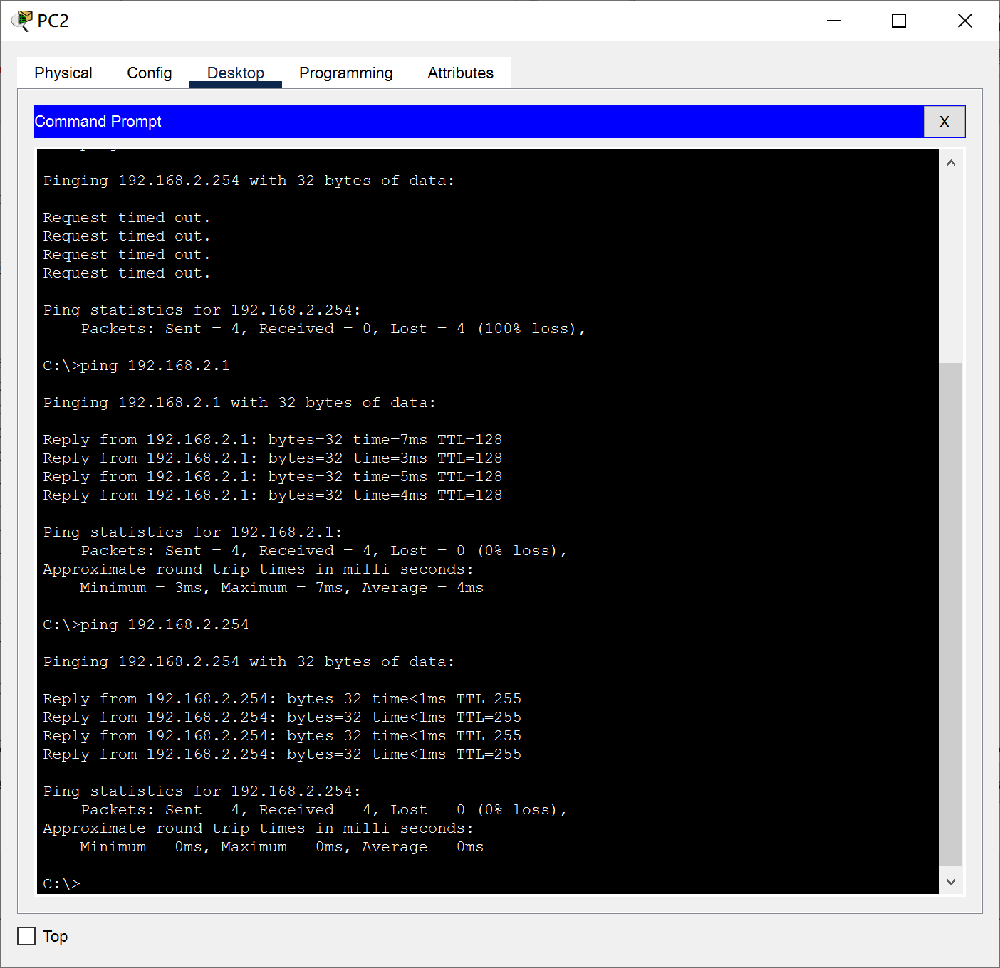 PC2
Physical Config Desktop Programming Attributes
Command Prompt X
Pinging 192.168.2.254 with 32 bytes of data:
Request timed out.
Request timed out.
Request timed out.
Request timed out.
Ping statistics for 192.168.2.254:
Packets: Sent = 4, Received = 0, Lost = 4 (100% loss),
C:\>ping 192.168.2.1
Pinging 192.168.2.1 with 32 bytes of data:
Reply from 192.168.2.1: bytes=32 time=7ms TTL=128
Reply from 192.168.2.1: bytes=32 time=3ms TTL=128
Reply from 192.168.2.1: bytes=32 time=5ms TTL=128
Reply from 192.168.2.1: bytes=32 time=4ms TTL=128
Ping statistics for 192.168.2.1:
Packets: Sent = 4, Received = 4, Lost = 0 (0% loss),
Approximate round trip times in milli-seconds:
Minimum = 3ms, Maximum = 7ms, Average = 4ms
C:\>ping 192.168.2.254
Pinging 192.168.2.254 with 32 bytes of data:
Reply from 192.168.2.254: bytes=32 time<1ms TTL=255
Reply from 192.168.2.254: bytes=32 time<1ms TTL=255
Reply from 192.168.2.254: bytes=32 time<1ms TTL=255
Reply from 192.168.2.254: bytes=32 time<1ms TTL=255
Ping statistics for 192.168.2.254:
Packets: Sent = 4, Received = 4, Lost = 0 (0% loss),
Approximate round trip times in milli-seconds:
Minimum = 0ms, Maximum = 0ms, Average = 0ms
C:\>
Top